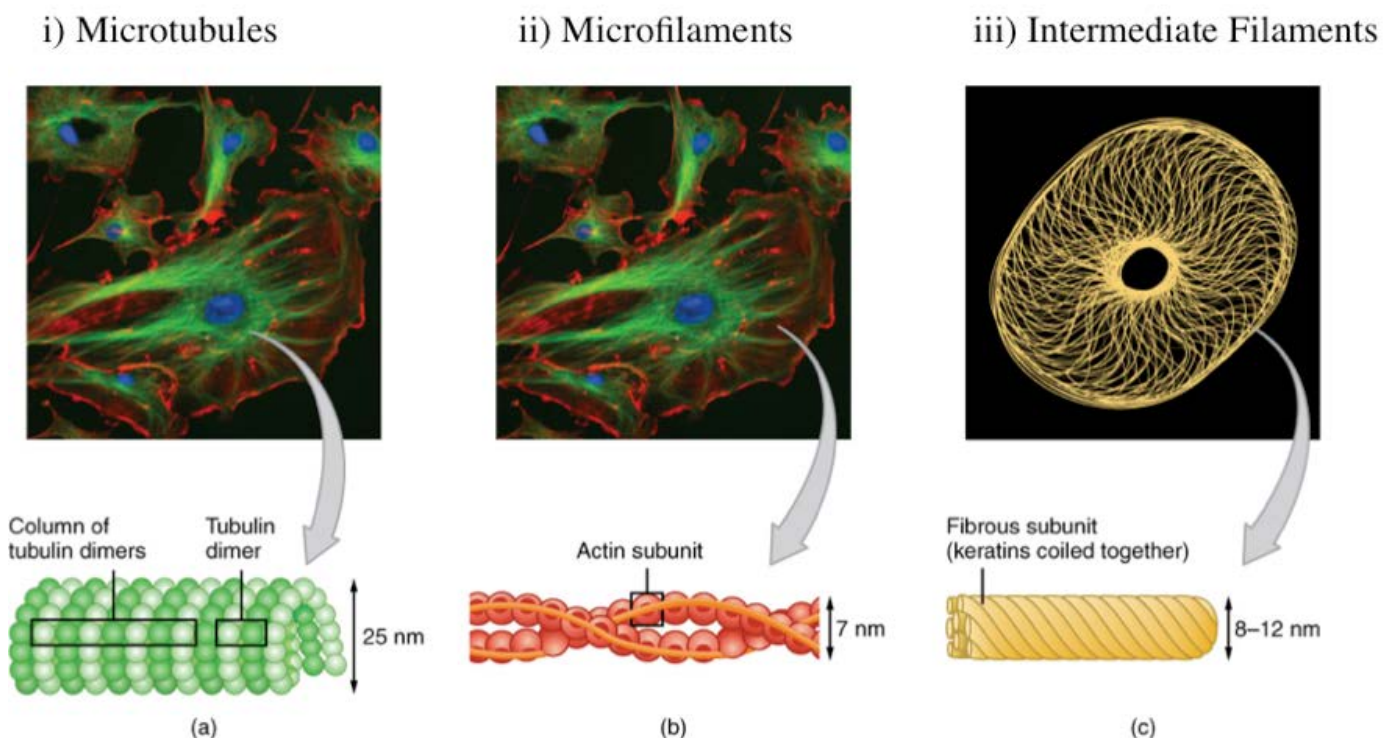 i) Microtubules
ii) Microfilaments
iii) Intermediate Filaments
Column of
tubulin dimers
Tubulin
dimer
25 nm
(a)
Actin subunit
7 nm
(b)
Fibrous subunit
(keratins coiled together)
8–12 nm
(c)